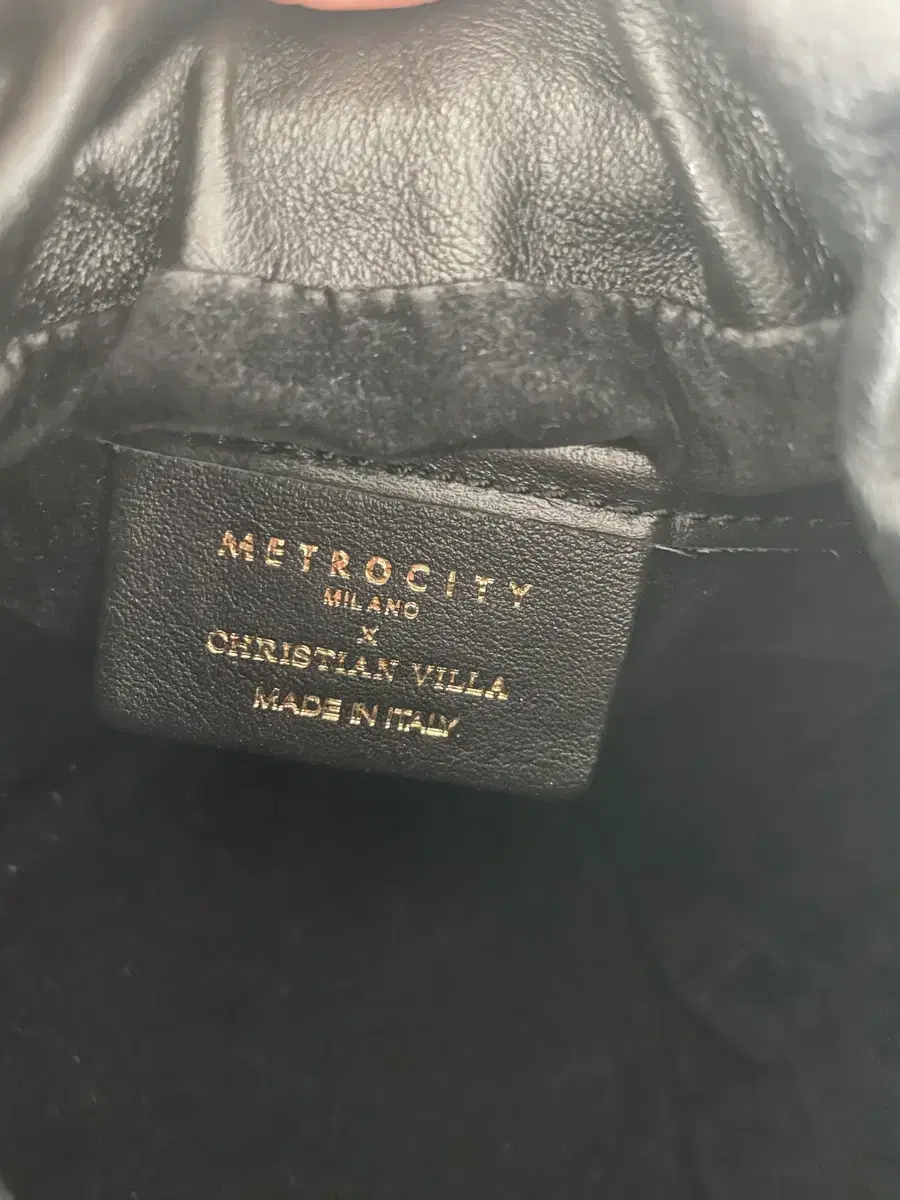 METROCITY
MILANO
X
CHRISTIAN VILLA
MADE IN ITALY